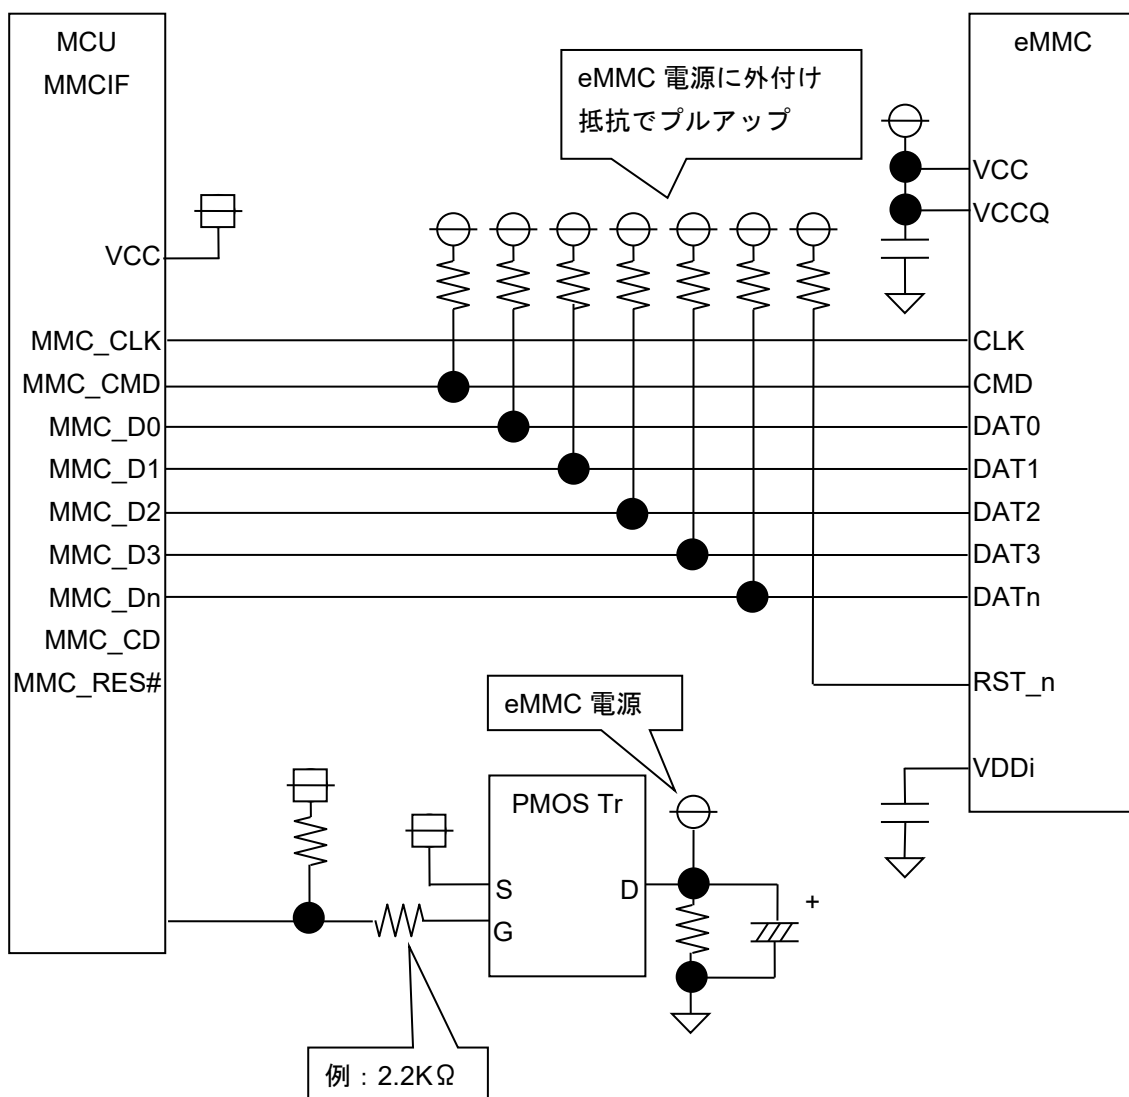 MCU
MMCIF
VCC
MMC_CLK
MMC_CMD
MMC_D0
MMC_D1
MMC_D2
MMC_D3
MMC_Dn
MMC_CD
MMC_RES#
eMMC 電源に外付け
抵抗でプルアップ
eMMC
VCC
VCCQ
CLK
CMD
DAT0
DAT1
DAT2
DAT3
DATn
RST_n
VDDi
eMMC 電源
PMOS Tr
S
G
D
+
例：2.2KΩ